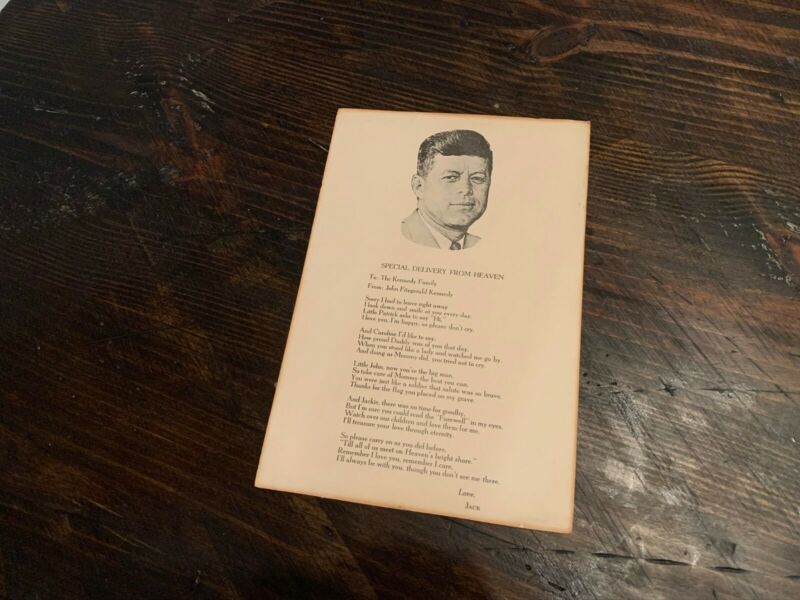 SPECIAL DELIVERY FROM HEAVEN
To: The Kennedy Family
From: John Fitzgerald Kennedy
Sorry I had to leave right away
I look down and smile at you every day.
Little Patrick asks to say "Hi,"
I love you, I'm happy, so please don't cry.
And Caroline I'd like to say,
How proud Daddy was of you that day.
When you stood like a lady and watched me go by,
And doing as Mommy did, you tried not to cry.
Little John, now you're the big man,
So take care of Mommy the best you can.
You were just like a soldier that salute was so brave.
Thanks for the flag you placed on my grave.
And Jackie, there was no time for goodby,
But I'm sure you could read the "Farewell" in my eyes.
Watch over our children and love them for me,
I'll treasure your love through eternity.
So please carry on as you did before,
"Till all of us meet on Heaven's bright shore."
Remember I love you, remember I care,
I'll always be with you, though you don't see me there.
Love,
JACK